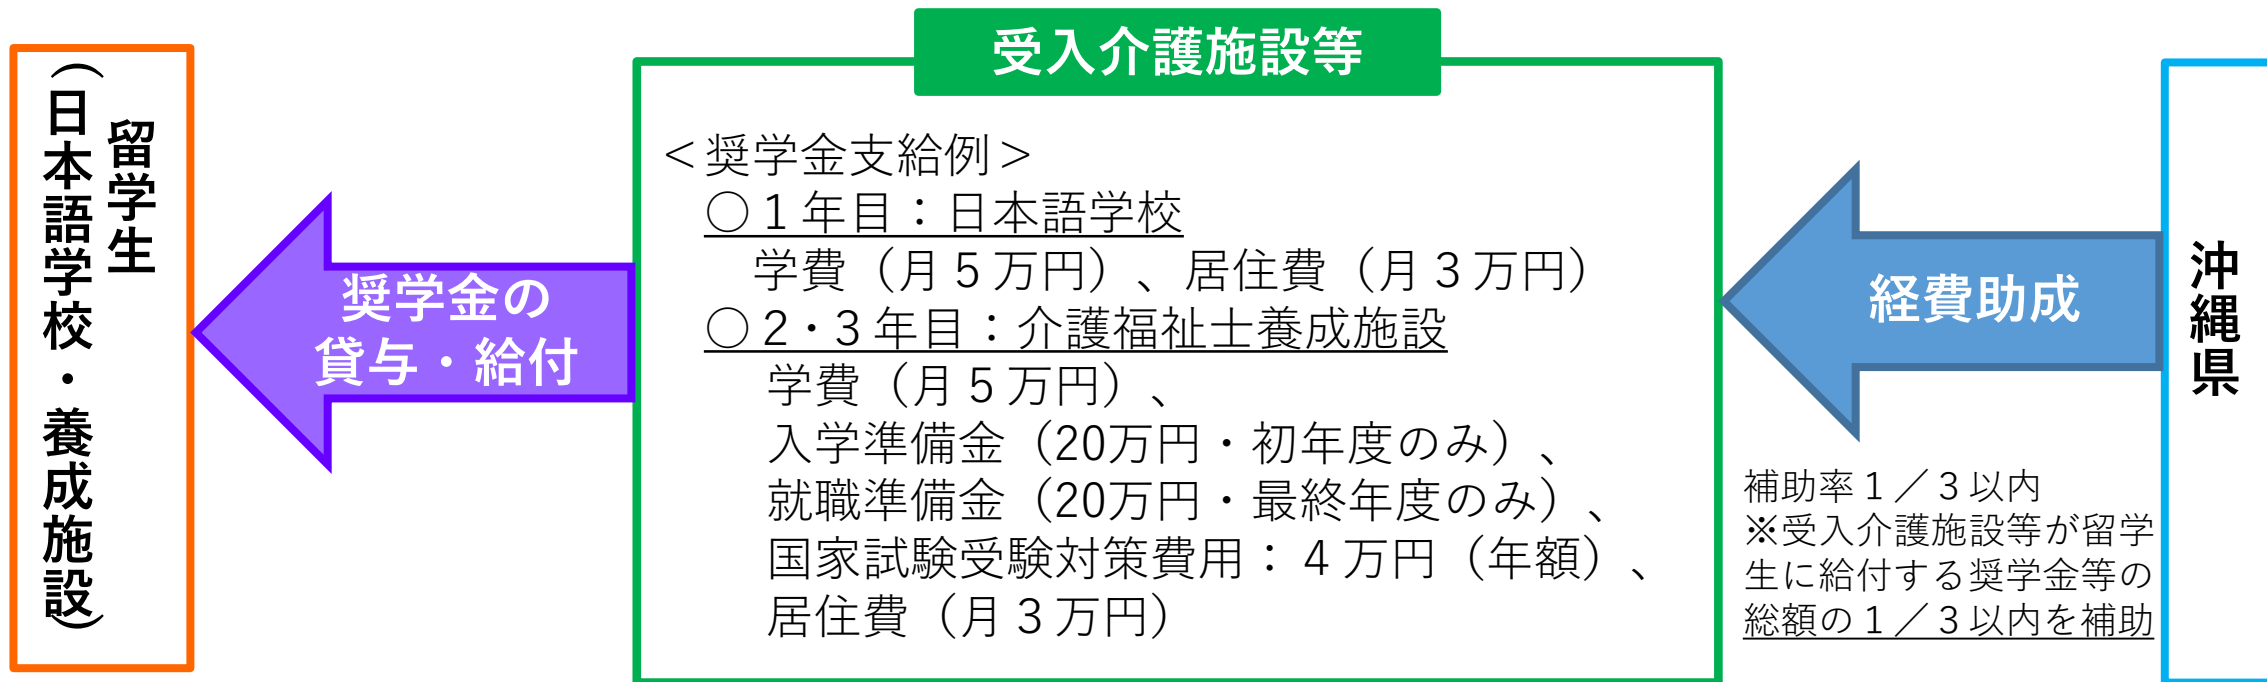 受入介護施設等
留学生
（日本語学校・養成施設）
奨学金の
貸与・給付
＜奨学金支給例＞
○１年目：日本語学校
学費（月５万円）、居住費（月３万円）
○２・３年目：介護福祉士養成施設
学費（月５万円）、
入学準備金（20万円・初年度のみ）、
就職準備金（20万円・最終年度のみ）、
国家試験受験対策費用：４万円（年額）、
居住費（月３万円）
経費助成
補助率１／３以内
※受入介護施設等が留学
生に給付する奨学金等の
総額の１／３以内を補助
沖縄県